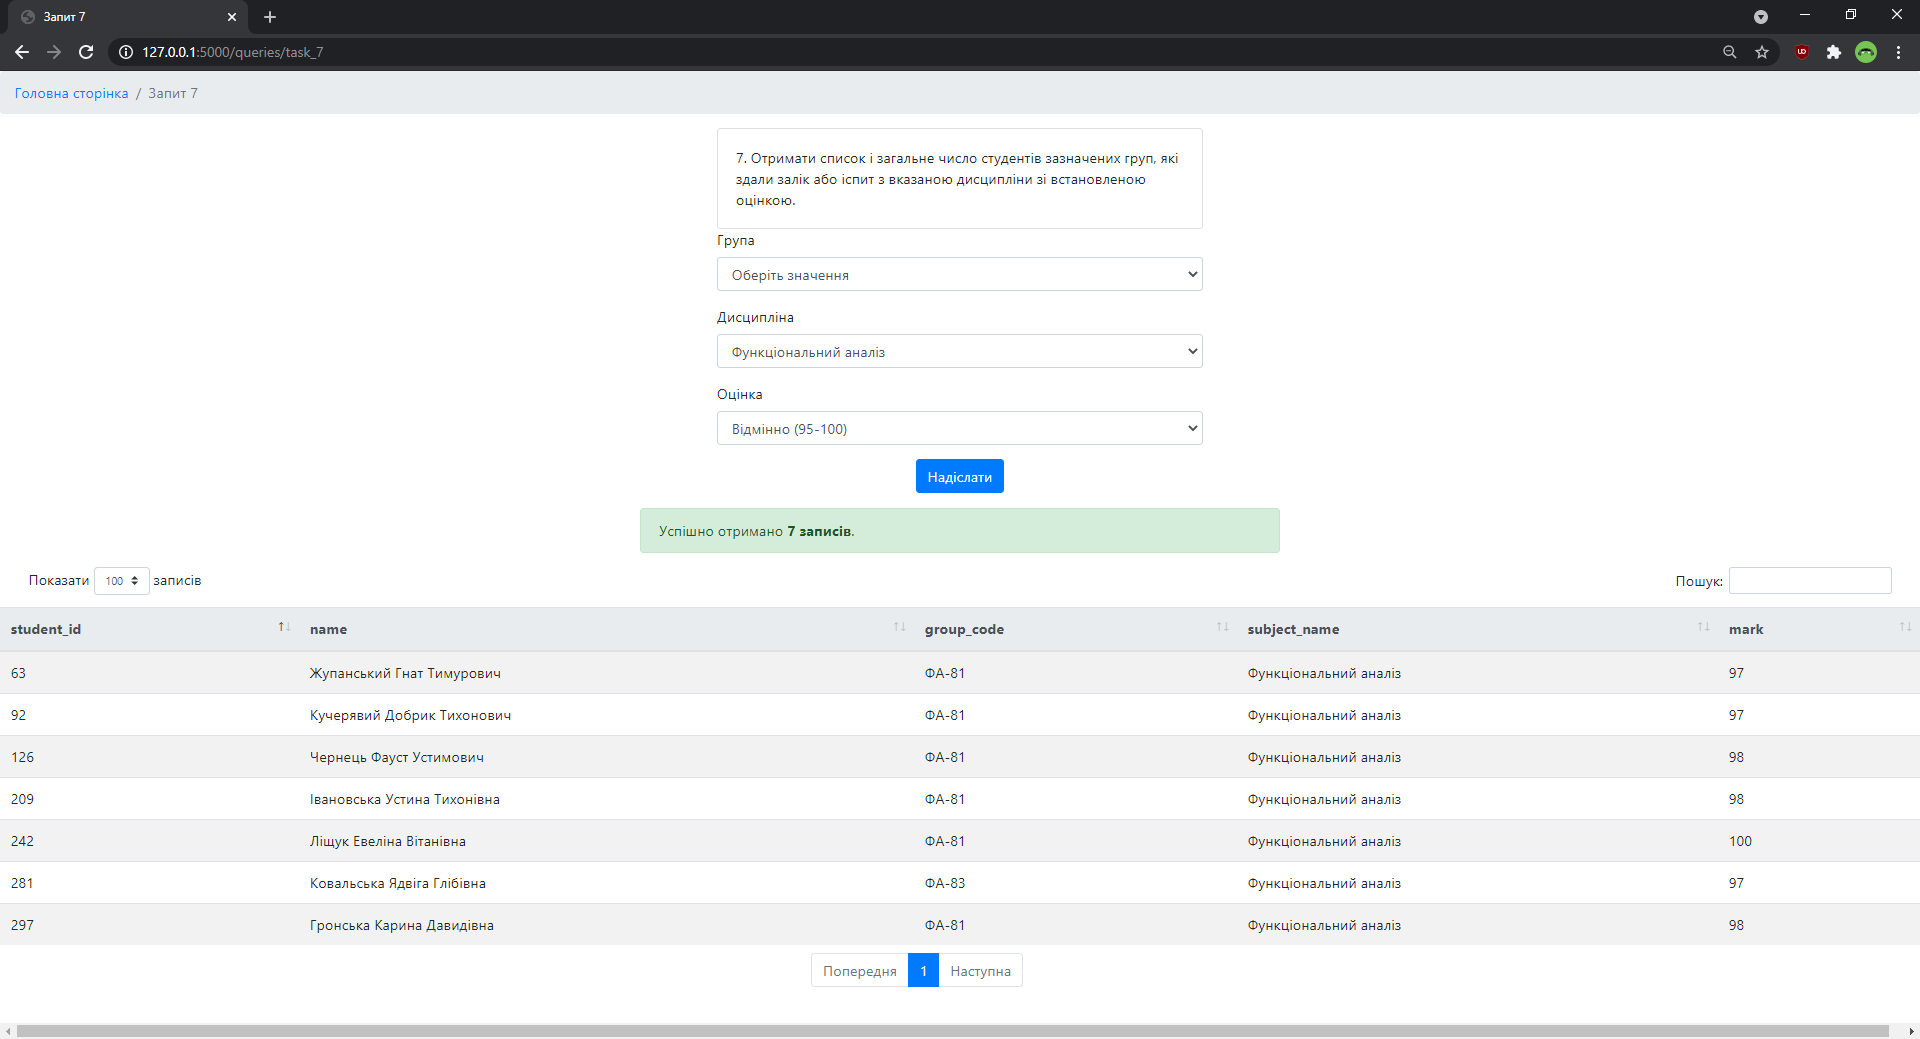 Запит 7
127.0.0.1:5000/queries/task_7
Головна сторінка / Запит 7
7. Отримати список і загальне число студентів зазначених груп, які
здали залік або іспит з вказаною дисципліни зі встановленою
оцінкою.
Група
Оберіть значення
Дисципліна
Функціональний аналіз
Оцінка
Відмінно (95-100)
Надіслати
Успішно отримано 7 записів.
Показати 100 записів
Пошук:
student_id name group_code subject_name mark
63 Жупанський Гнат Тимурович ФА-81 Функціональний аналіз 97
92 Кучерявий Добрик Тихонович ФА-81 Функціональний аналіз 97
126 Чернець Фауст Устимович ФА-81 Функціональний аналіз 98
209 Івановська Устина Тихонівна ФА-81 Функціональний аналіз 98
242 Ліщук Евеліна Вітанівна ФА-81 Функціональний аналіз 100
281 Ковальська Ядвіга Глібівна ФА-83 Функціональний аналіз 97
297 Гронська Карина Давидівна ФА-81 Функціональний аналіз 98
Попередня 1 Наступна